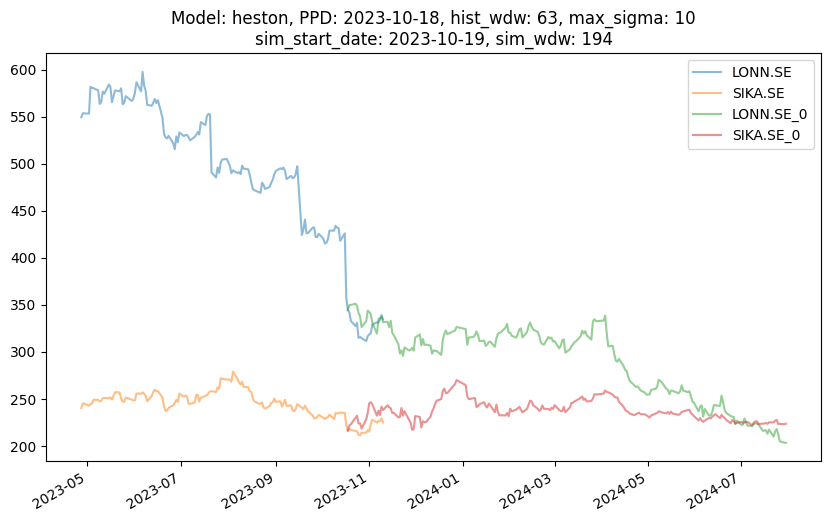 Model: heston, PPD: 2023-10-18, hist_wdw: 63, max_sigma: 10
sim_start_date: 2023-10-19, sim_wdw: 194
LONN.SE
SIKA.SE
LONN.SE_0
SIKA.SE_0
600
550
500
450
400
350
300
250
200
2023-05
2023-07
2023-09
2023-11
2024-01
2024-03
2024-05
2024-07